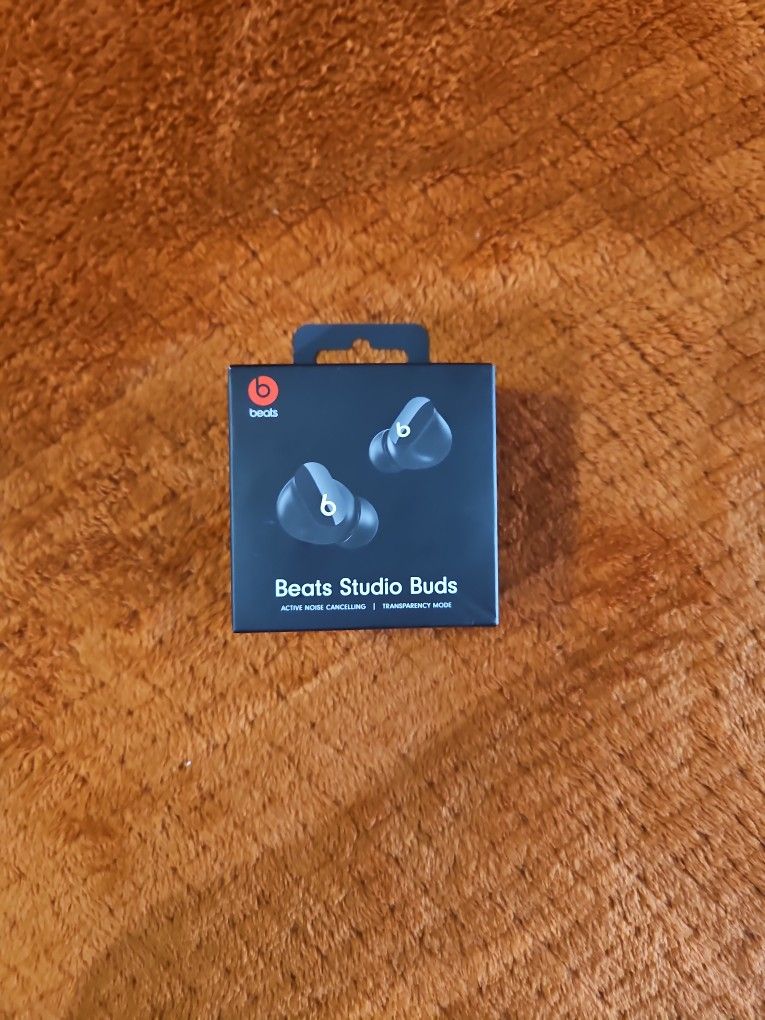 beats
Beats Studio Buds
ACTIVE NOISE CANCELLING | TRANSPARENCY MODE